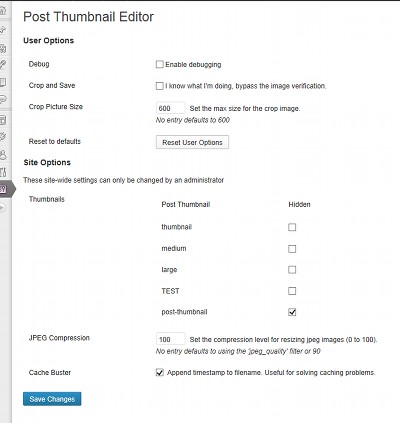 Post Thumbnail Editor
User Options
Debug Enable debugging
Crop and Save I know what I'm doing, bypass the image verification.
Crop Picture Size 600 Set the max size for the crop image.
No entry defaults to 600
Reset to defaults Reset User Options
Site Options
These site-wide settings can only be changed by an administrator
Thumbnails Post Thumbnail Hidden
thumbnail
medium
large
TEST
post-thumbnail
JPEG Compression 100 Set the compression level for resizing jpeg images (0 to 100).
No entry defaults to using the 'jpeg_quality' filter or 90
Cache Buster Append timestamp to filename. Useful for solving caching problems.
Save Changes